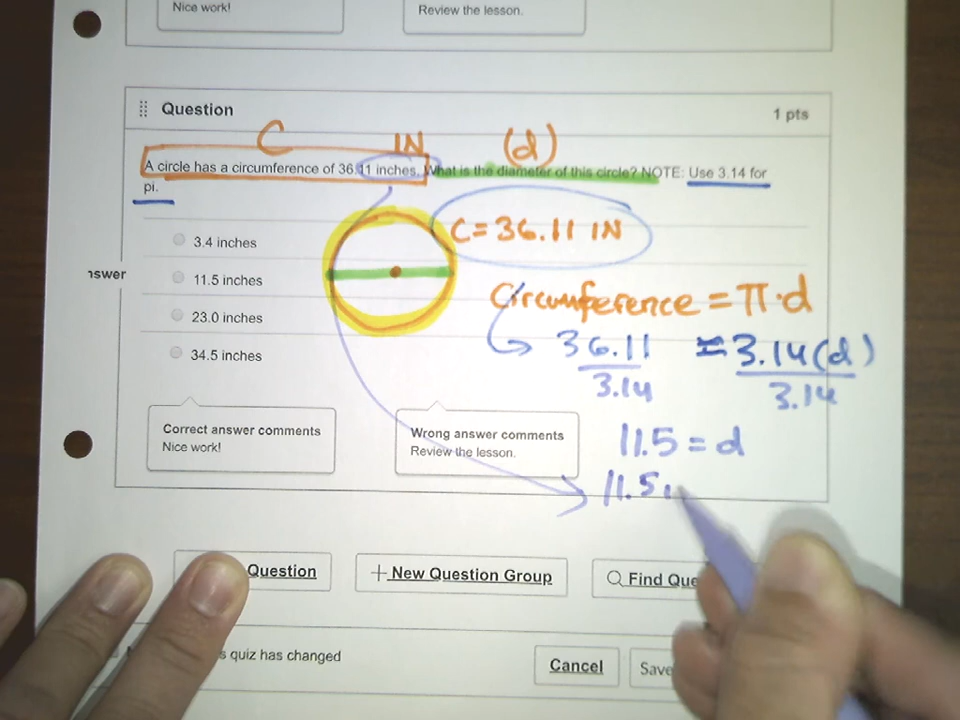 Nice work!
Review the lesson.
Question
1 pts
C IN (d)
A circle has a circumference of 36.11 inches. What is the diameter of this circle? NOTE: Use 3.14 for
pi.
C=36.11 IN
3.4 inches
nswer
11.5 inches
Circumference = π·d
23.0 inches
36.11 = 3.14(d)
34.5 inches
3.14 3.14
Correct answer comments
Nice work!
Wrong answer comments
Review the lesson.
11.5 = d
11.5
Question
+ New Question Group
Find Que
s quiz has changed
Cancel
Save